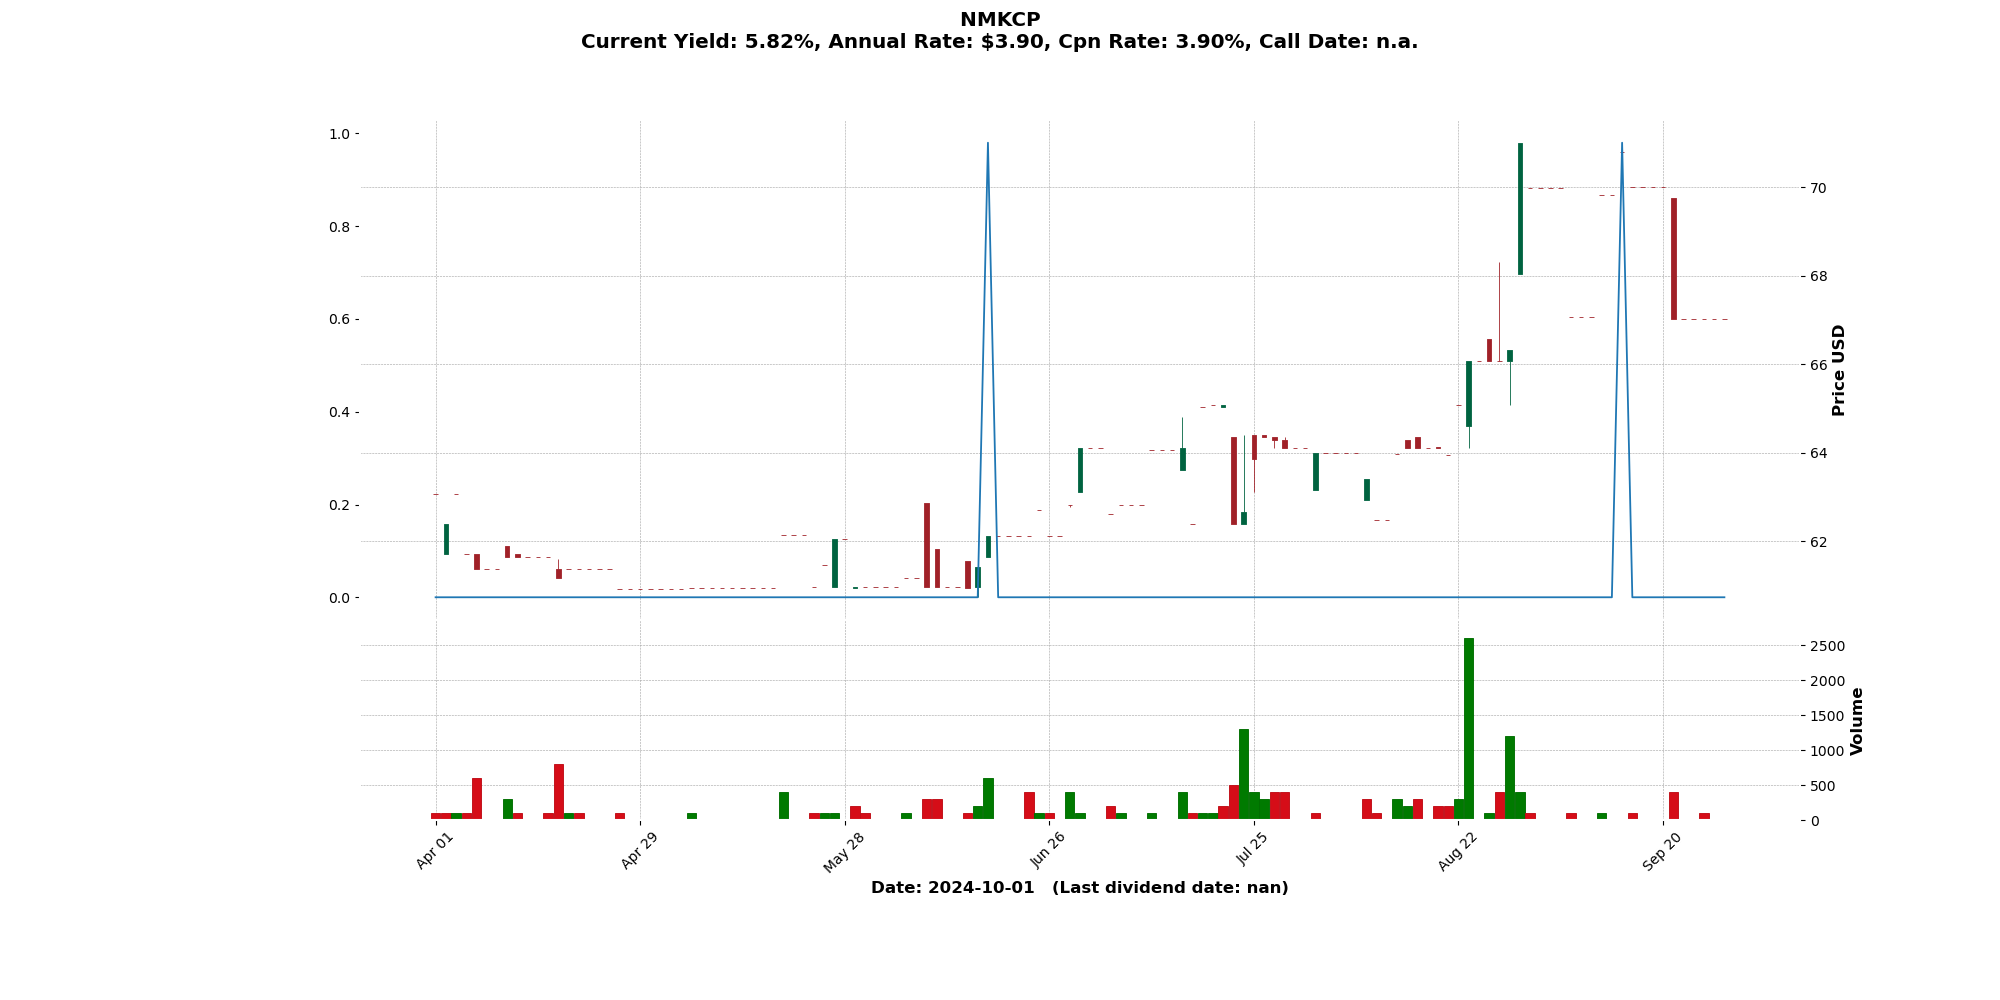 NMKCP
Current Yield: 5.82%, Annual Rate: $3.90, Cpn Rate: 3.90%, Call Date: n.a.
1.0
0.8
0.6
0.4
0.2
0.0
70
68
66
64
62
Price USD
2500
2000
1500
1000
500
0
Volume
Apr 01
Apr 29
May 28
Jun 26
Jul 25
Aug 22
Sep 20
Date: 2024-10-01 (Last dividend date: nan)